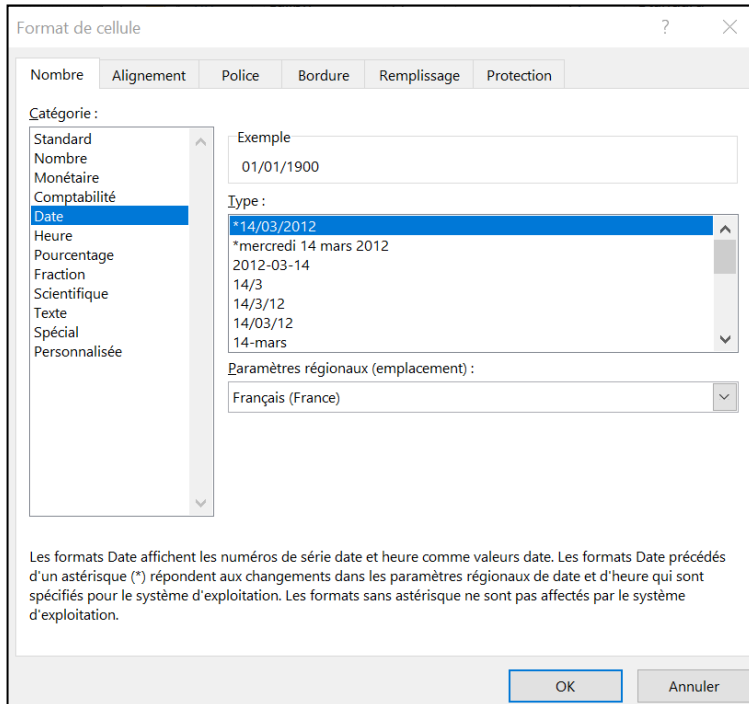 Format de cellule
?
Nombre Alignement Police Bordure Remplissage Protection
Catégorie :
Standard
Nombre
Monétaire
Comptabilité
Date
Heure
Pourcentage
Fraction
Scientifique
Texte
Spécial
Personnalisée
Exemple
01/01/1900
Type :
*14/03/2012
*mercredi 14 mars 2012
2012-03-14
14/3
14/3/12
14/03/12
14-mars
Paramètres régionaux (emplacement) :
Français (France)
Les formats Date affichent les numéros de série date et heure comme valeurs date. Les formats Date précédés
d'un astérisque (*) répondent aux changements dans les paramètres régionaux de date et d'heure qui sont
spécifiés pour le système d'exploitation. Les formats sans astérisque ne sont pas affectés par le système
d'exploitation.
OK Annuler